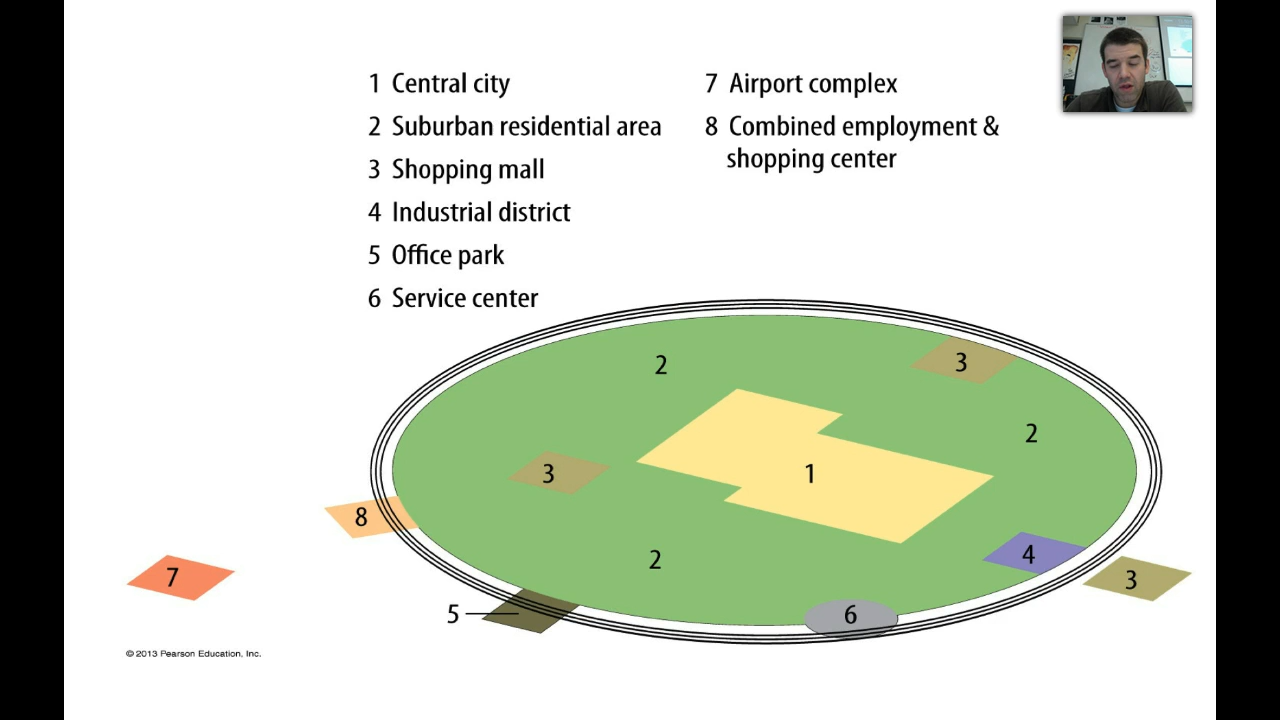 1 Central city
2 Suburban residential area
3 Shopping mall
4 Industrial district
5 Office park
6 Service center
7 Airport complex
8 Combined employment &
shopping center
2
3
2
3
1
8
4
2
7
3
5
6
© 2013 Pearson Education, Inc.